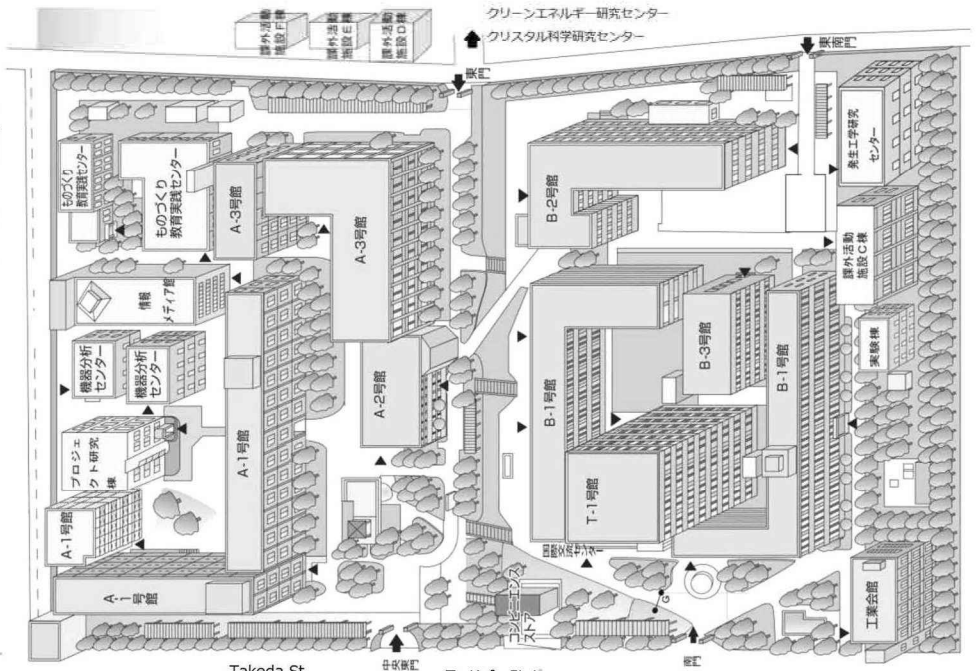 クリーンエネルギー研究センター
クリスタル科学研究センター
課外活動
施設F棟
課外活動
施設E棟
課外活動
施設D棟
東門
東南門
ものづくり
教育実践センター
ものづくり
教育実践センター
A-3号館
A-3号館
B-2号館
発生工学研究
センター
課外活動
施設C棟
情報
メディア館
機器分析
センター
機器分析
センター
A-2号館
B-1号館
B-3号館
B-1号館
実験棟
プロジェ
クト研究
棟
A-1号館
A-1号館
A-1号館
T-1号館
国際交流センター
コンビニエンス
ストア
G
工業会館
中央東門
南門
Takeda St